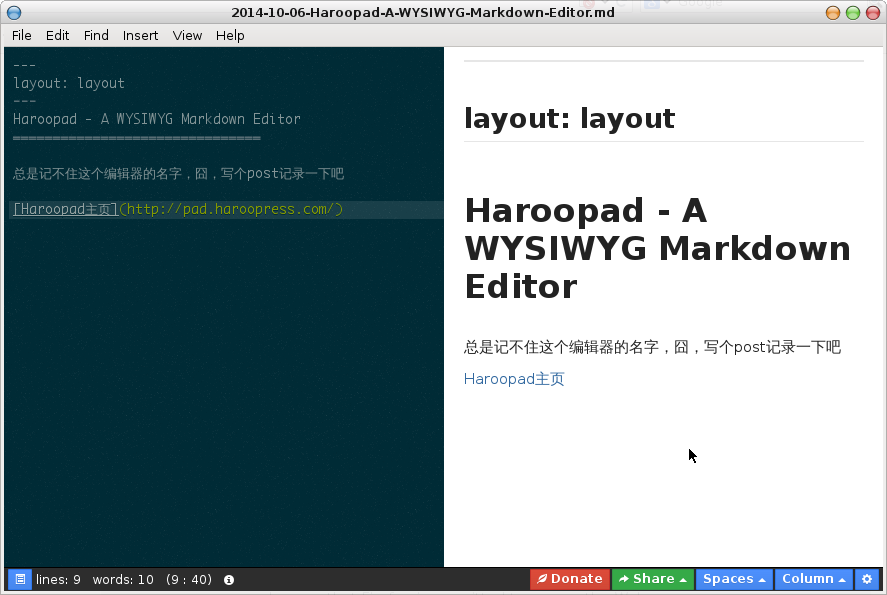 2014-10-06-Haroopad-A-WYSIWYG-Markdown-Editor.md
File Edit Find Insert View Help
---
layout: layout
---
Haroopad - A WYSIWYG Markdown Editor
===============================
总是记不住这个编辑器的名字，囧，写个post记录一下吧
[Haroopad主页](http://pad.haroopress.com/)
layout: layout
Haroopad - A
WYSIWYG Markdown
Editor
总是记不住这个编辑器的名字，囧，写个post记录一下吧
Haroopad主页
lines: 9 words: 10 (9 : 40)
Donate Share Spaces Column